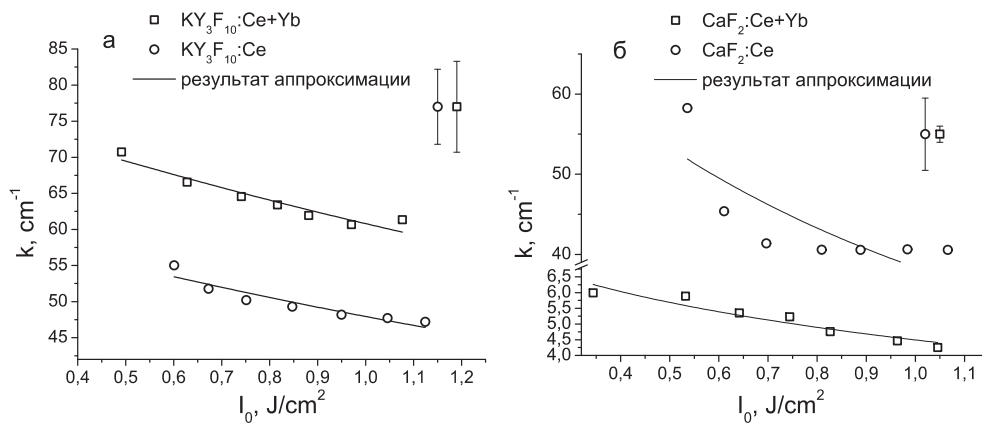 а
KY₃F₁₀:Ce+Yb
KY₃F₁₀:Ce
результат аппроксимации
85
80
75
70
65
60
55
50
45
k, cm⁻¹
0,4 0,5 0,6 0,7 0,8 0,9 1,0 1,1 1,2
I₀, J/cm²
б
CaF₂:Ce+Yb
CaF₂:Ce
результат аппроксимации
60
50
40
6,5
6,0
5,5
5,0
4,5
4,0
k, cm⁻¹
0,4 0,5 0,6 0,7 0,8 0,9 1,0 1,1
I₀, J/cm²